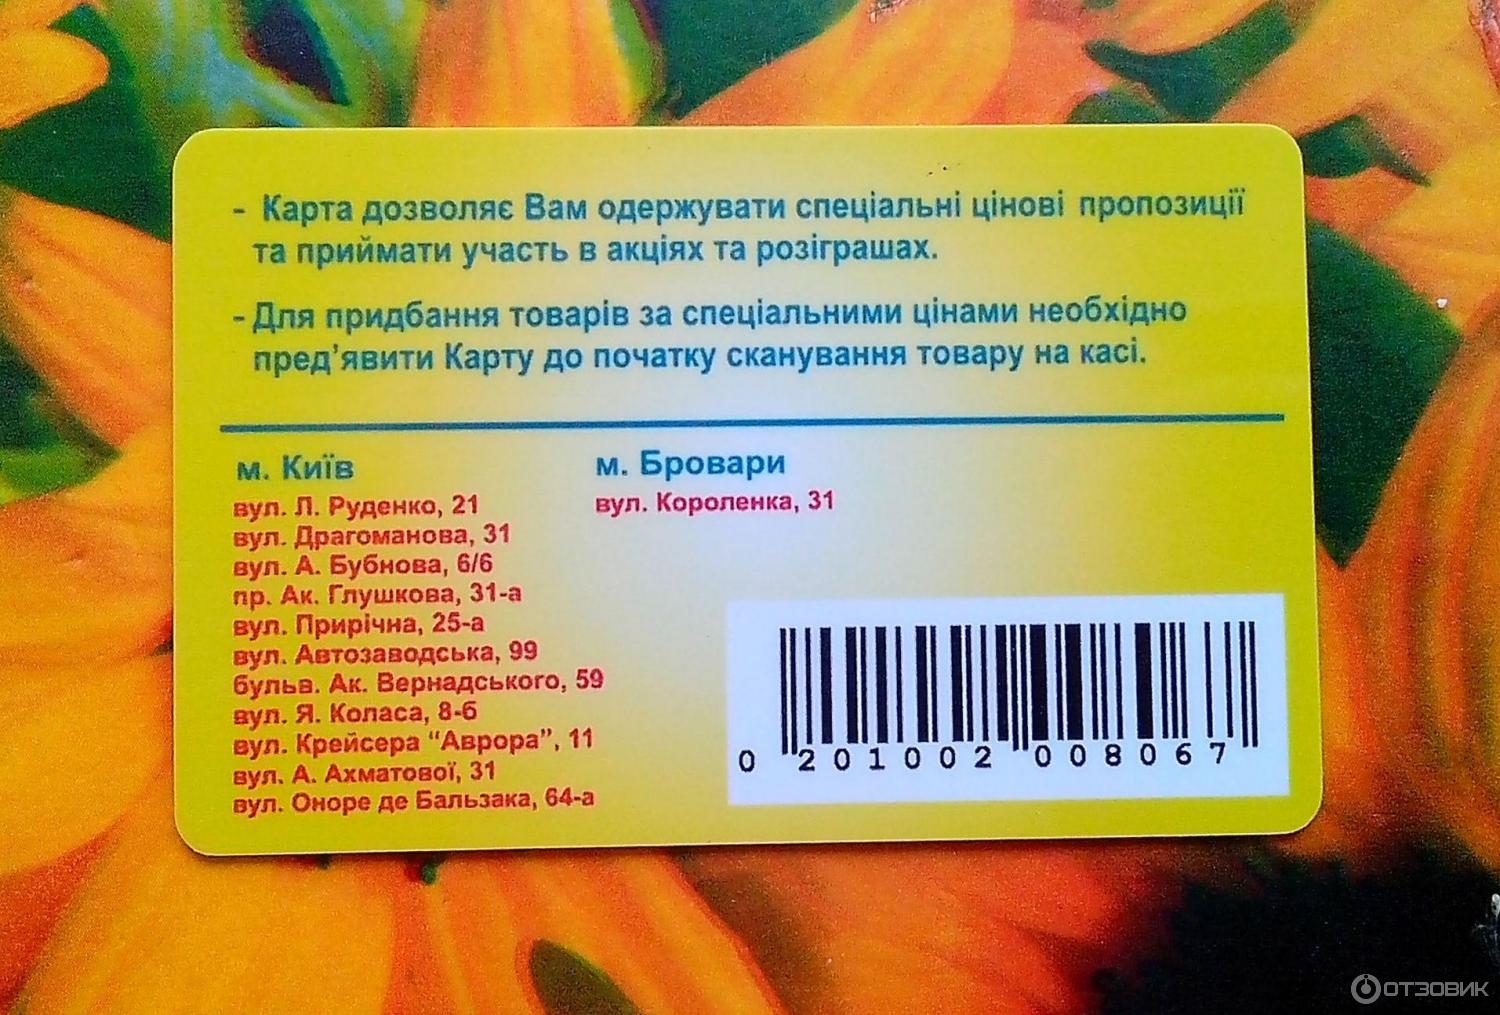 - Карта дозволяє Вам одержувати спеціальні цінові пропозиції
та приймати участь в акціях та розіграшах.
- Для придбання товарів за спеціальними цінами необхідно
пред’явити Карту до початку сканування товару на касі.
м. Київ
вул. Л. Руденко, 21
вул. Драгоманова, 31
вул. А. Бубнова, 6/6
пр. Ак. Глушкова, 31-а
вул. Прирічна, 25-а
вул. Автозаводська, 99
бульв. Ак. Вернадського, 59
вул. Я. Коласа, 8-б
вул. Крейсера “Аврора”, 11
вул. А. Ахматової, 31
вул. Оноре де Бальзака, 64-а
м. Бровари
вул. Короленка, 31
0 201002 008067
ОТЗОВИК